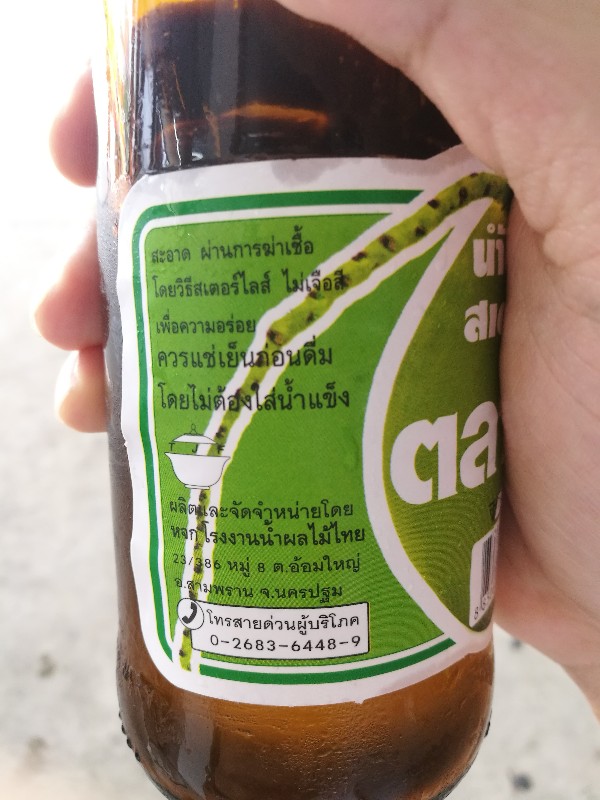 สะอาด ผ่านการฆ่าเชื้อ
โดยวิธีสเตอร์ไลส์ ไม่เจือสี
เพื่อความอร่อย
ควรแช่เย็นก่อนดื่ม
โดยไม่ต้องใส่น้ำแข็ง
ผลิตและจัดจำหน่ายโดย
หจก โรงงานน้ำผลไม้ไทย
23/386 หมู่ 8 ต.อ้อมใหญ่
อ.สามพราน จ.นครปฐม
โทรสายด่วนผู้บริโภค
0-2683-6448-9